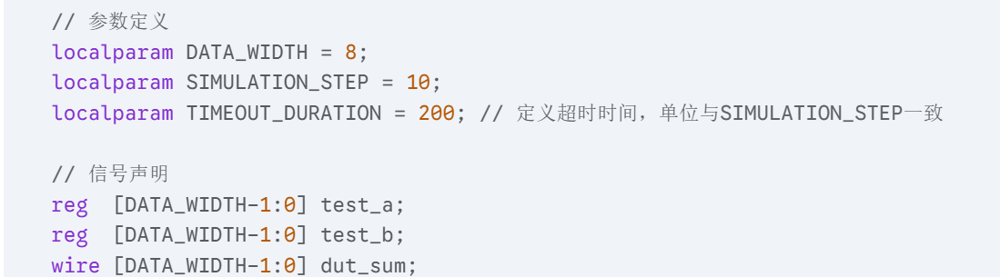 // 参数定义
localparam DATA_WIDTH = 8;
localparam SIMULATION_STEP = 10;
localparam TIMEOUT_DURATION = 200; // 定义超时时间，单位与SIMULATION_STEP一致
// 信号声明
reg  [DATA_WIDTH-1:0] test_a;
reg  [DATA_WIDTH-1:0] test_b;
wire [DATA_WIDTH-1:0] dut_sum;